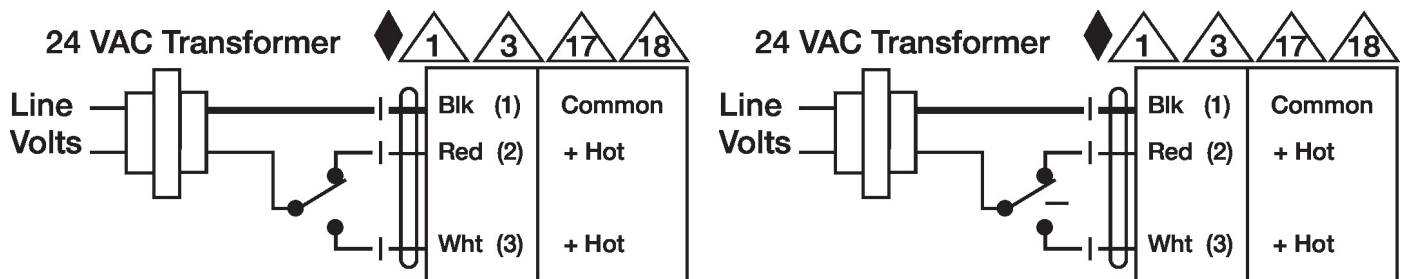 24 VAC Transformer
1 3 17 18
Line
Volts
Blk (1) Common
Red (2) + Hot
Wht (3) + Hot
24 VAC Transformer
1 3 17 18
Line
Volts
Blk (1) Common
Red (2) + Hot
Wht (3) + Hot